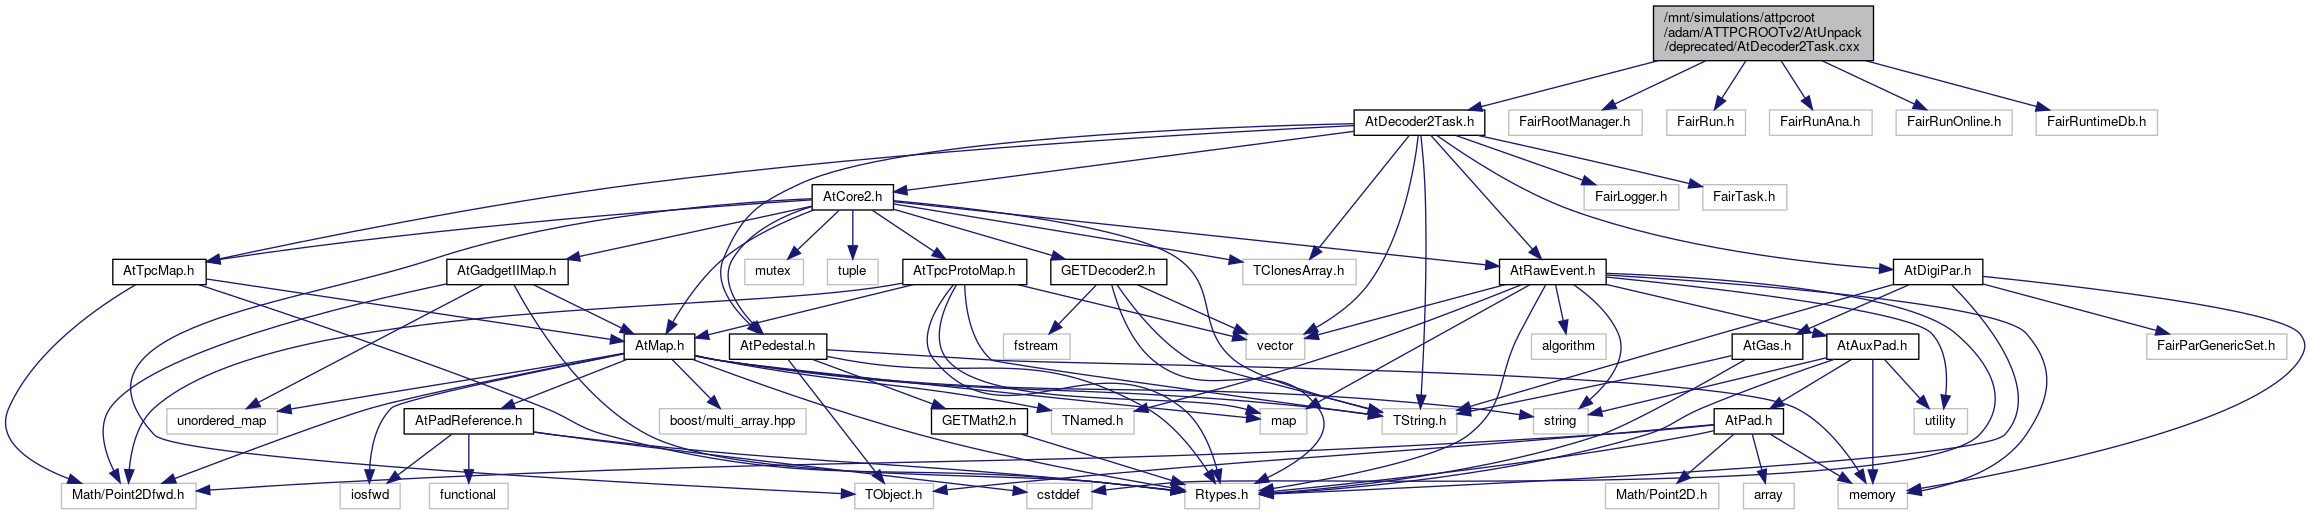 /mnt/simulations/attpcroot
/adam/ATTPCROOTv2/AtUnpack
/deprecated/AtDecoder2Task.cxx
AtDecoder2Task.h
FairRootManager.h
FairRun.h
FairRunAna.h
FairRunOnline.h
FairRuntimeDb.h
AtCore2.h
FairLogger.h
FairTask.h
AtTpcMap.h
AtGadgetIIMap.h
mutex
tuple
AtTpcProtoMap.h
GETDecoder2.h
TClonesArray.h
AtRawEvent.h
AtDigiPar.h
AtMap.h
AtPedestal.h
fstream
vector
algorithm
AtGas.h
AtAuxPad.h
FairParGenericSet.h
unordered_map
AtPadReference.h
boost/multi_array.hpp
GETMath2.h
TNamed.h
map
TString.h
string
AtPad.h
utility
Math/Point2Dfwd.h
iosfwd
functional
TObject.h
cstddef
Rtypes.h
Math/Point2D.h
array
memory